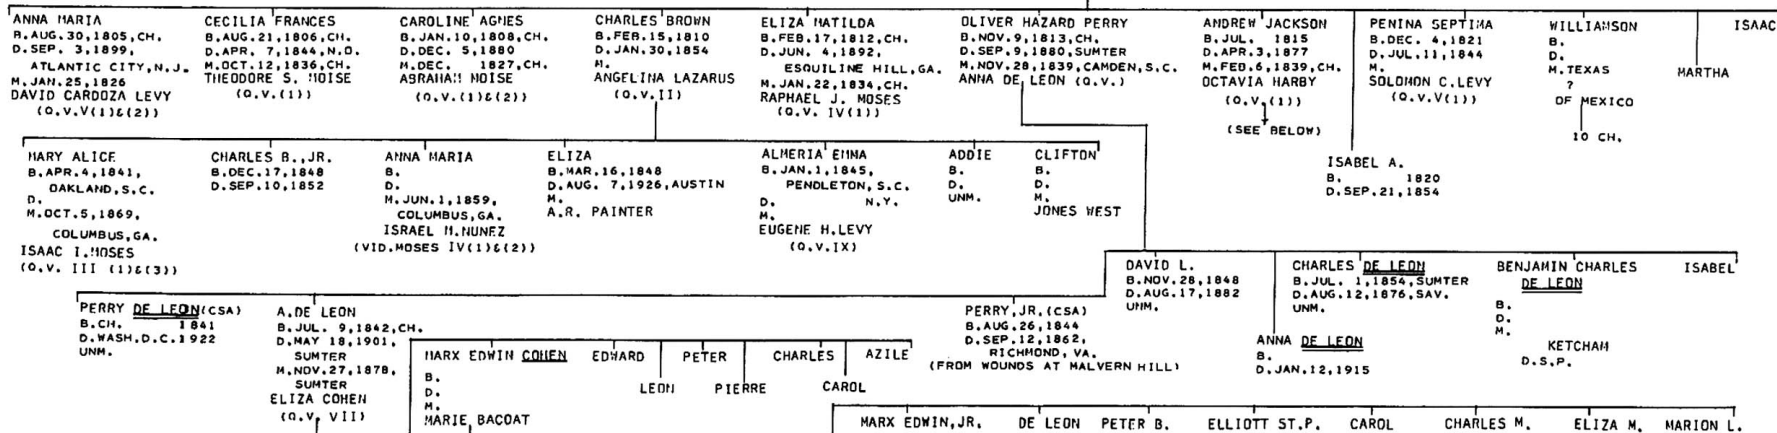 ANNA MARIA
B.AUG.30,1805,CH.
D.SEP. 3,1899,
ATLANTIC CITY,N.J.
M.JAN.25,1826
DAVID CARDOZA LEVY
(Q.V.V(1)&(2))
CECILIA FRANCES
B.AUG.21,1806,CH.
D.APR. 7,1844,N.O.
M.OCT.12,1836,CH.
THEODORE S. MOISE
(Q.V.(1))
CAROLINE AGNES
B.JAN.10,1808,CH.
D.DEC. 5,1880
M.DEC. 1827,CH.
ABRAHAM MOISE
(Q.V.(1)&(2))
CHARLES BROWN
B.FEB.15,1810
D.JAN.30,1854
M.
ANGELINA LAZARUS
(Q.V.II)
ELIZA MATILDA
B.FEB.17,1812,CH.
D.JUN. 4,1892,
ESQUILINE HILL,GA.
M.JAN.22,1834,CH.
RAPHAEL J. MOSES
(Q.V. IV(1))
OLIVER HAZARD PERRY
B.NOV.9,1813,CH.
D.SEP.9,1880,SUMTER
M.NOV.28,1839,CAMDEN,S.C.
ANNA DE LEON (Q.V.)
ANDREW JACKSON
B.JUL. 1815
D.APR.3,1877
M.FEB.6,1839,CH.
OCTAVIA HARBY
(Q.V.(1))
(SEE BELOW)
PENINA SEPTIMA
B.DEC. 4,1821
D.JUL.11,1844
M.
SOLOMON C.LEVY
(Q.V.V(1))
WILLIAMSON
B.
D.
M.TEXAS
?
OF MEXICO
10 CH.
MARTHA
ISAAC
MARY ALICE
B.APR.4,1841,
OAKLAND,S.C.
D.
M.OCT.5,1869,
COLUMBUS,GA.
ISAAC I.MOSES
(Q.V. III (1)&(3))
CHARLES B.,JR.
B.DEC.17,1848
D.SEP.10,1852
ANNA MARIA
B.
D.
M.JUN.1,1859,
COLUMBUS,GA.
ISRAEL M.NUNEZ
(VID.MOSES IV(1)&(2))
ELIZA
B.MAR.16,1848
D.AUG. 7,1926,AUSTIN
M.
A.R. PAINTER
ALMERIA EMMA
B.JAN.1,1845,
PENDLETON,S.C.
D. N.Y.
M.
EUGENE H.LEVY
(Q.V.IX)
ADDIE
B.
D.
UNM.
CLIFTON
B.
D.
M.
JONES WEST
ISABEL A.
B. 1820
D.SEP.21,1854
PERRY DE LEON(CSA)
B.CH. 1841
D.WASH.D.C.1922
UNM.
A.DE LEON
B.JUL. 9,1842,CH.
D.MAY 18,1901,
SUMTER
M.NOV.27,1878,
SUMTER
ELIZA COHEN
(Q.V. VII)
PERRY,JR.(CSA)
B.AUG.26,1844
D.SEP.12,1862,
RICHMOND, VA.
(FROM WOUNDS AT MALVERN HILL)
DAVID L.
B.NOV.28,1848
D.AUG.17,1882
UNM.
ANNA DE LEON
B.
D.JAN.12,1915
CHARLES DE LEON
B.JUL. 1,1854,SUMTER
D.AUG.12,1876,SAV.
UNM.
BENJAMIN CHARLES
DE LEON
B.
D.
M.
KETCHAM
D.S.P.
ISABEL
MARX EDWIN COHEN
B.
D.
M.
MARIE BACOAT
EDWARD
LEON
PETER
PIERRE
CHARLES
CAROL
AZILE
MARX EDWIN,JR.
DE LEON
PETER B.
ELLIOTT ST.P.
CAROL
CHARLES M.
ELIZA M.
MARION L.